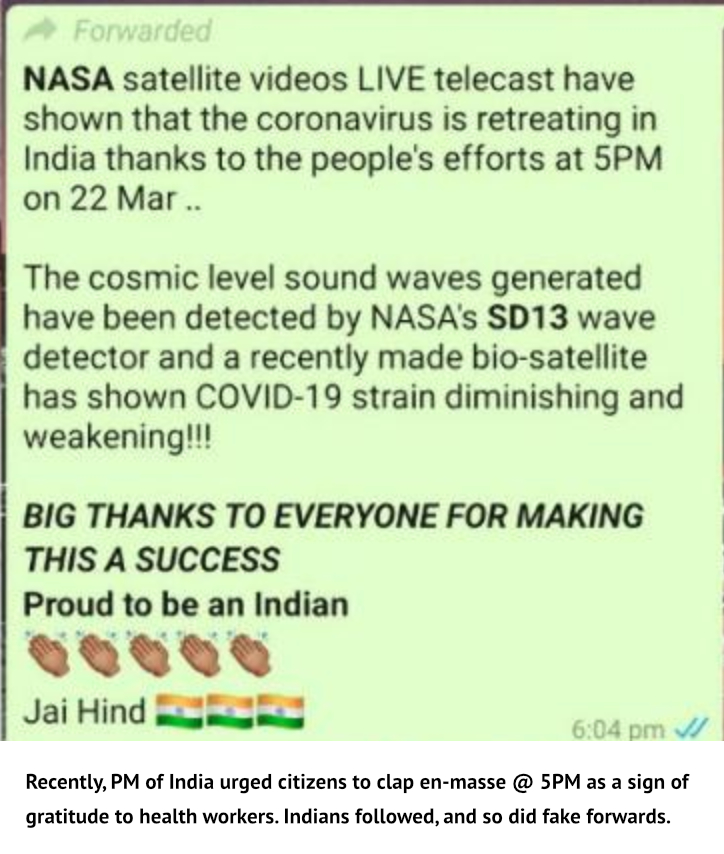 Forwarded
NASA satellite videos LIVE telecast have
shown that the coronavirus is retreating in
India thanks to the people's efforts at 5PM
on 22 Mar ..
The cosmic level sound waves generated
have been detected by NASA's SD13 wave
detector and a recently made bio-satellite
has shown COVID-19 strain diminishing and
weakening!!!
BIG THANKS TO EVERYONE FOR MAKING
THIS A SUCCESS
Proud to be an Indian
👏🏽👏🏽👏🏽👏🏽👏🏽
Jai Hind 🇮🇳🇮🇳🇮🇳
6:04 pm
Recently, PM of India urged citizens to clap en-masse @ 5PM as a sign of
gratitude to health workers. Indians followed, and so did fake forwards.